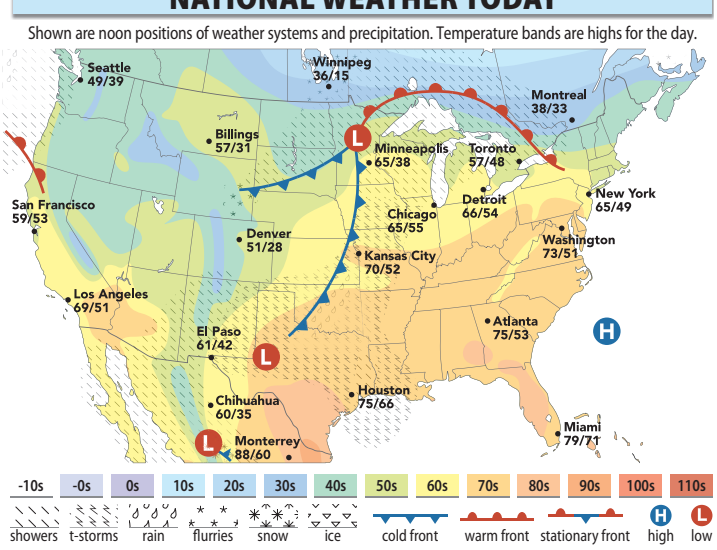 NATIONAL WEATHER TODAY
Shown are noon positions of weather systems and precipitation. Temperature bands are highs for the day.
Seattle
49/39
Winnipeg
36/15
Montreal
38/33
Billings
57/31
L
Minneapolis
65/38
Toronto
57/48
San Francisco
59/53
Chicago
65/55
Detroit
66/54
New York
65/49
Denver
51/28
Kansas City
70/52
Washington
73/51
Los Angeles
69/51
El Paso
61/42
L
Atlanta
75/53
H
Chihuahua
60/35
Houston
75/66
L
Monterrey
88/60
Miami
79/71
-10s -0s 0s 10s 20s 30s 40s 50s 60s 70s 80s 90s 100s 110s
H L
showers t-storms rain flurries snow ice cold front warm front stationary front high low